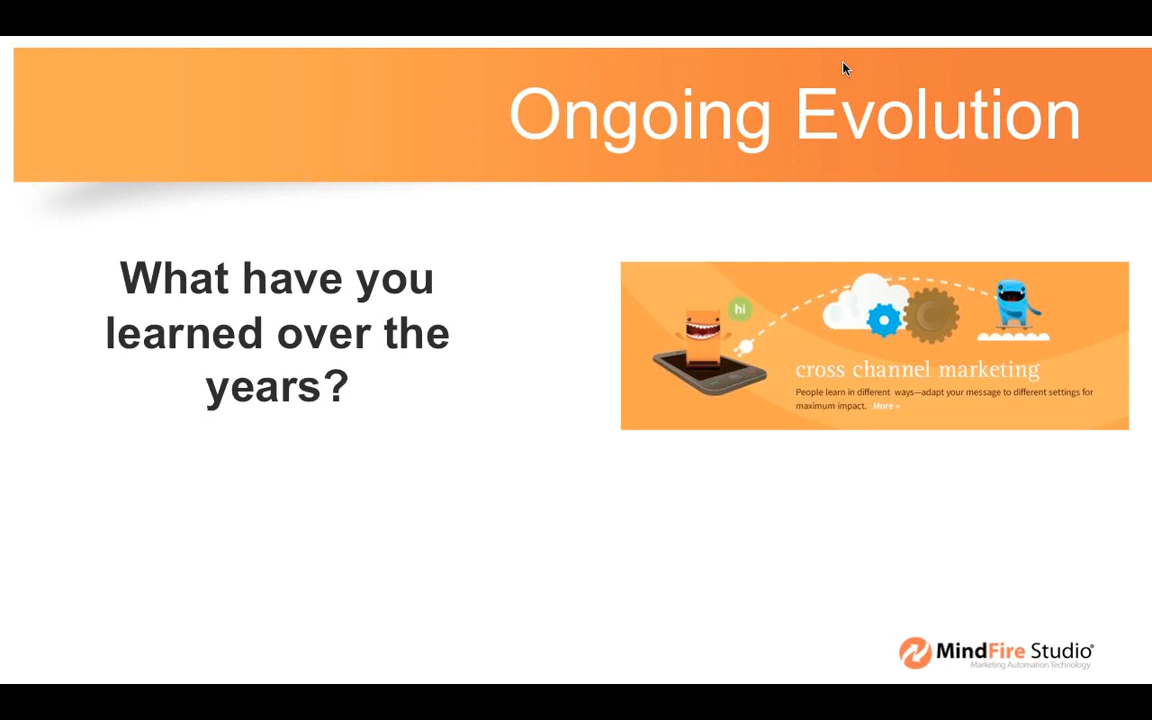 Ongoing Evolution
What have you
learned over the
years?
hi
cross channel marketing
People learn in different ways—adapt your message to different settings for
maximum impact. More »
MindFire Studio®
Marketing Automation Technology